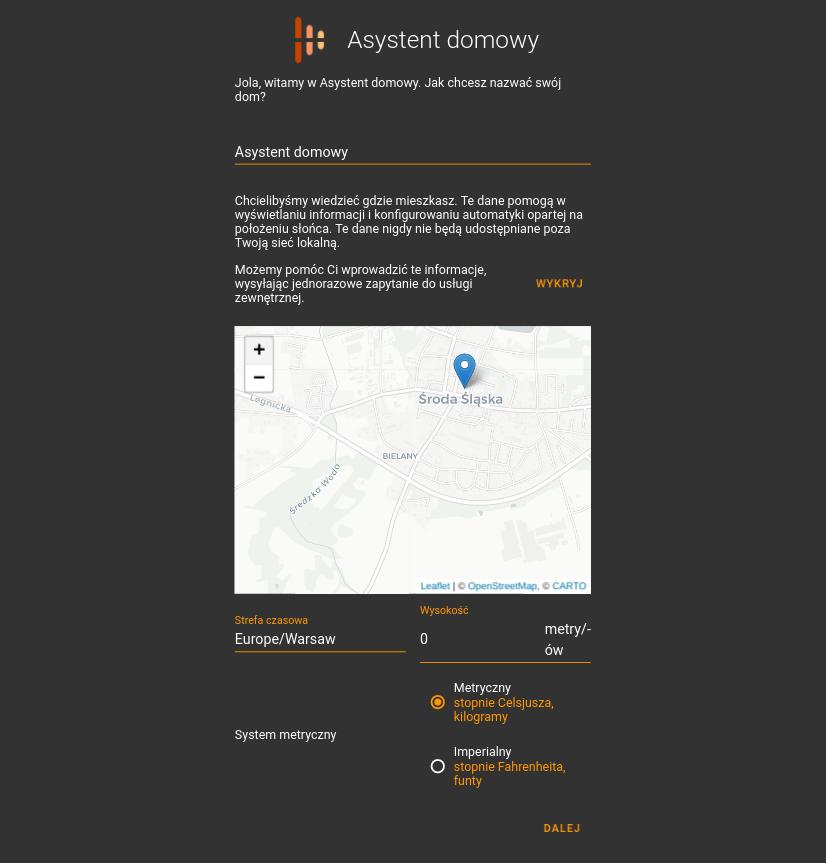 Asystent domowy
Jola, witamy w Asystent domowy. Jak chcesz nazwać swój
dom?
Asystent domowy
Chcielibyśmy wiedzieć gdzie mieszkasz. Te dane pomogą w
wyświetlaniu informacji i konfigurowaniu automatyki opartej na
położeniu słońca. Te dane nigdy nie będą udostępniane poza
Twoją sieć lokalną.
Możemy pomóc Ci wprowadzić te informacje,
wysyłając jednorazowe zapytanie do usługi
zewnętrznej.
WYKRYJ
+
−
Legnicka
Środa Śląska
BIELANY
Średzka Woda
Leaflet | © OpenStreetMap, © CARTO
Strefa czasowa
Europe/Warsaw
Wysokość
0
metry/-
ów
System metryczny
Metryczny
stopnie Celsjusza,
kilogramy
Imperialny
stopnie Fahrenheita,
funty
DALEJ